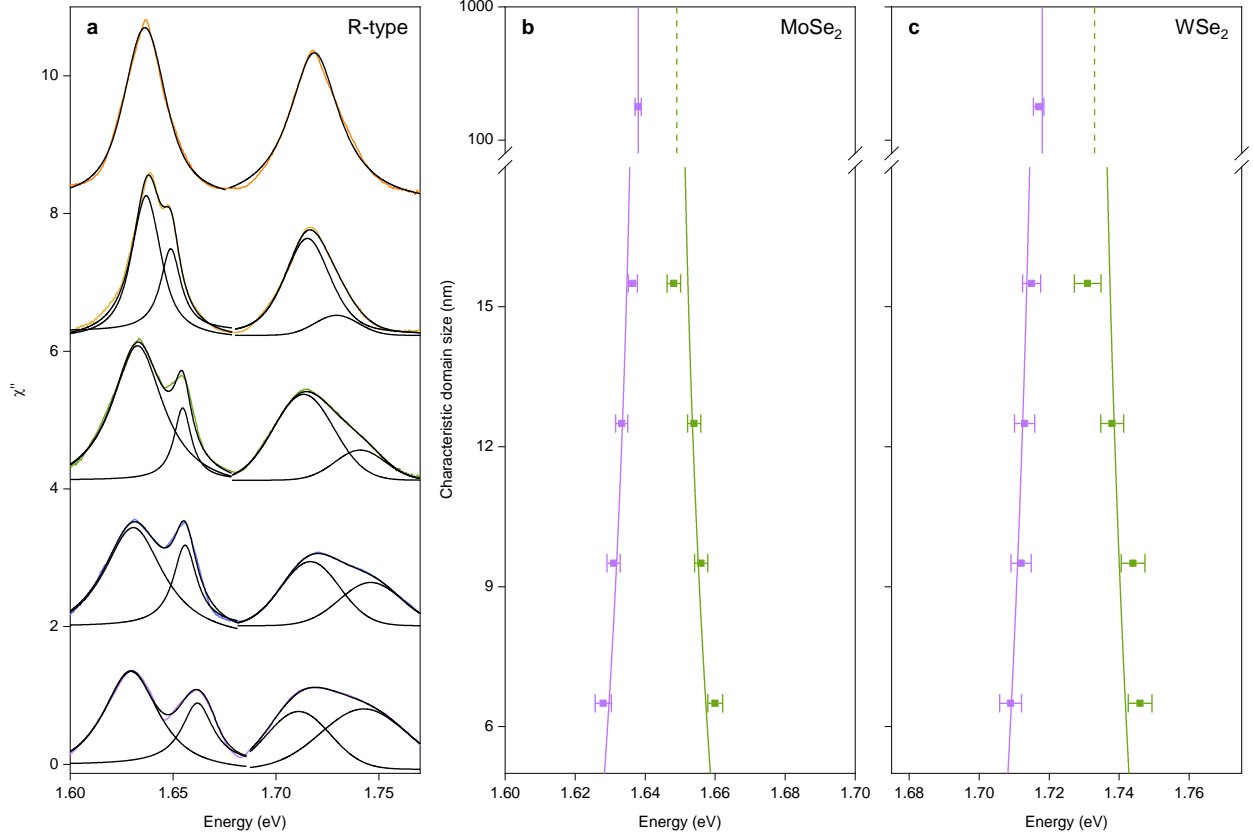 a
R-type
10
8
6
4
2
0
χ''
1.60
1.65
1.70
1.75
Energy (eV)
b
MoSe₂
1000
100
15
12
9
6
Characteristic domain size (nm)
1.60
1.62
1.64
1.66
1.68
1.70
Energy (eV)
c
WSe₂
1.68
1.70
1.72
1.74
1.76
Energy (eV)